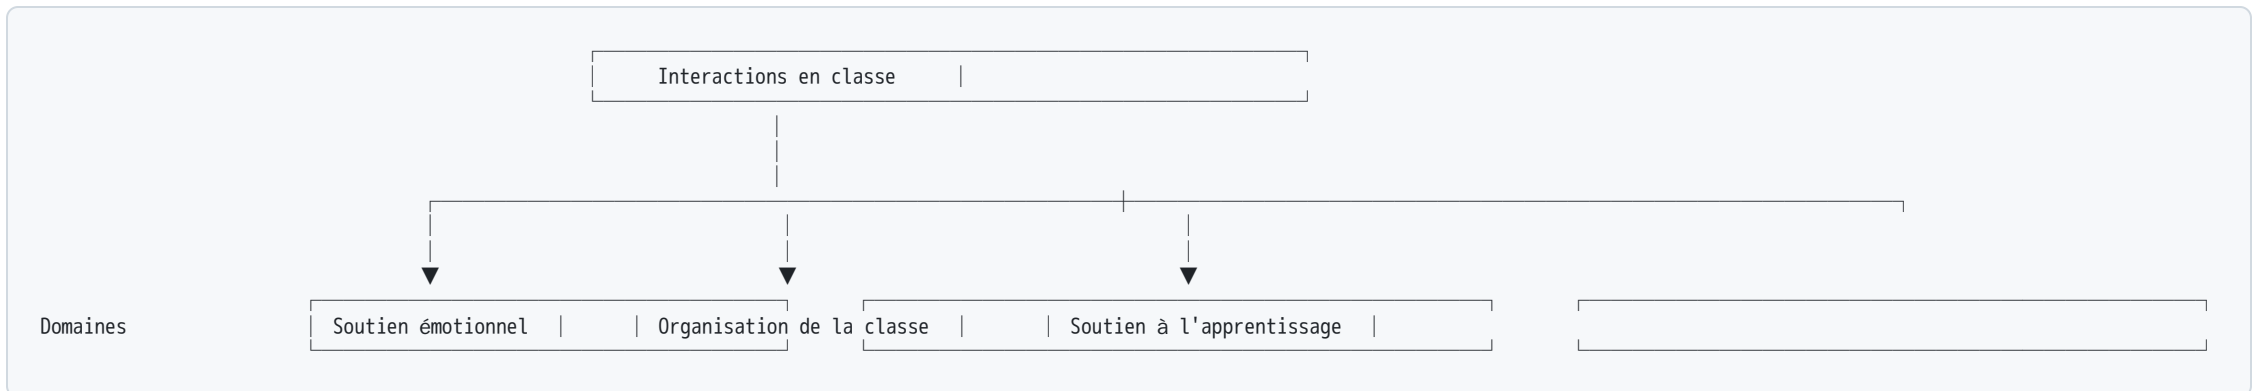 Interactions en classe
Domaines Soutien émotionnel Organisation de la classe Soutien à l'apprentissage